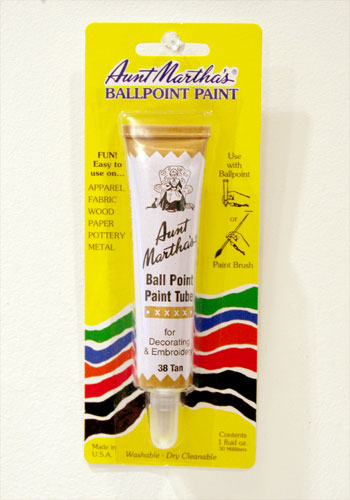 Aunt Martha's®
BALLPOINT PAINT
FUN!
Easy to
use on...
APPAREL
FABRIC
WOOD
PAPER
POTTERY
METAL
Use
with
Ballpoint
or
Paint Brush
Aunt
Martha's
Ball Point
Paint Tube
XXXXX
for
Decorating
& Embroidery
38 Tan
Made in
U.S.A.
Washable · Dry Cleanable
Contents
1 fluid oz.
30 Milliliters